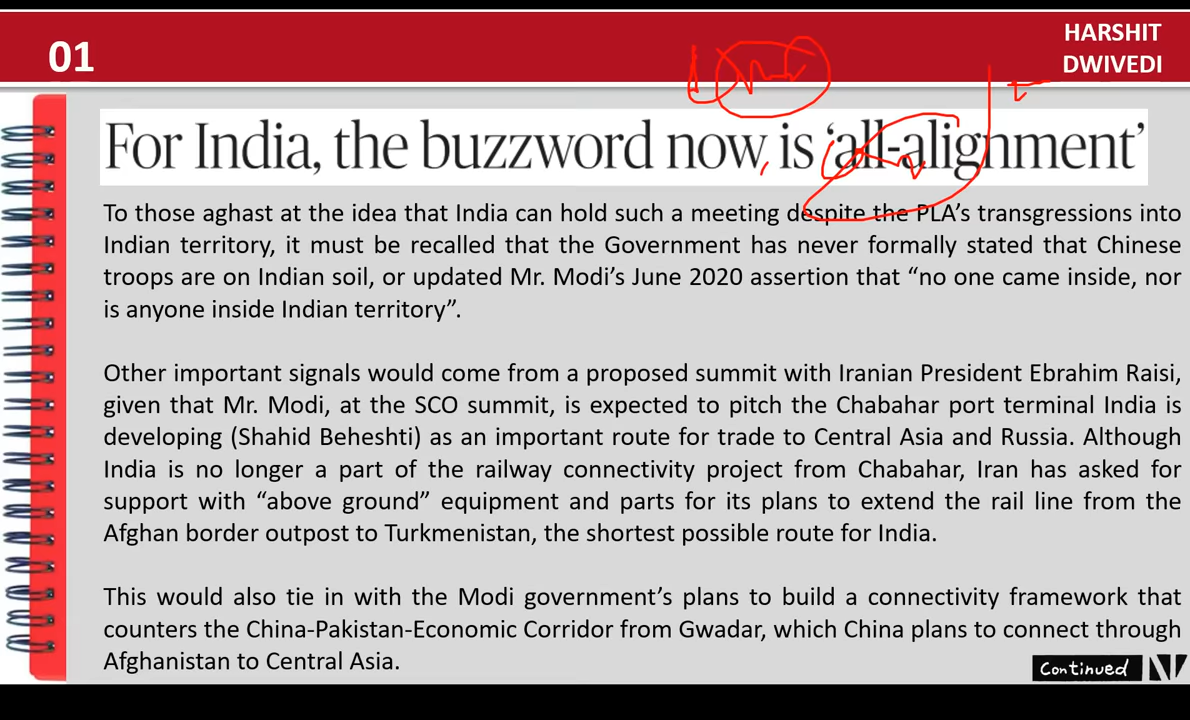 01
HARSHIT
DWIVEDI
For India, the buzzword now, is ‘all-alignment’
To those aghast at the idea that India can hold such a meeting despite the PLA’s transgressions into
Indian territory, it must be recalled that the Government has never formally stated that Chinese
troops are on Indian soil, or updated Mr. Modi’s June 2020 assertion that “no one came inside, nor
is anyone inside Indian territory”.
Other important signals would come from a proposed summit with Iranian President Ebrahim Raisi,
given that Mr. Modi, at the SCO summit, is expected to pitch the Chabahar port terminal India is
developing (Shahid Beheshti) as an important route for trade to Central Asia and Russia. Although
India is no longer a part of the railway connectivity project from Chabahar, Iran has asked for
support with “above ground” equipment and parts for its plans to extend the rail line from the
Afghan border outpost to Turkmenistan, the shortest possible route for India.
This would also tie in with the Modi government’s plans to build a connectivity framework that
counters the China-Pakistan-Economic Corridor from Gwadar, which China plans to connect through
Afghanistan to Central Asia.
Continued